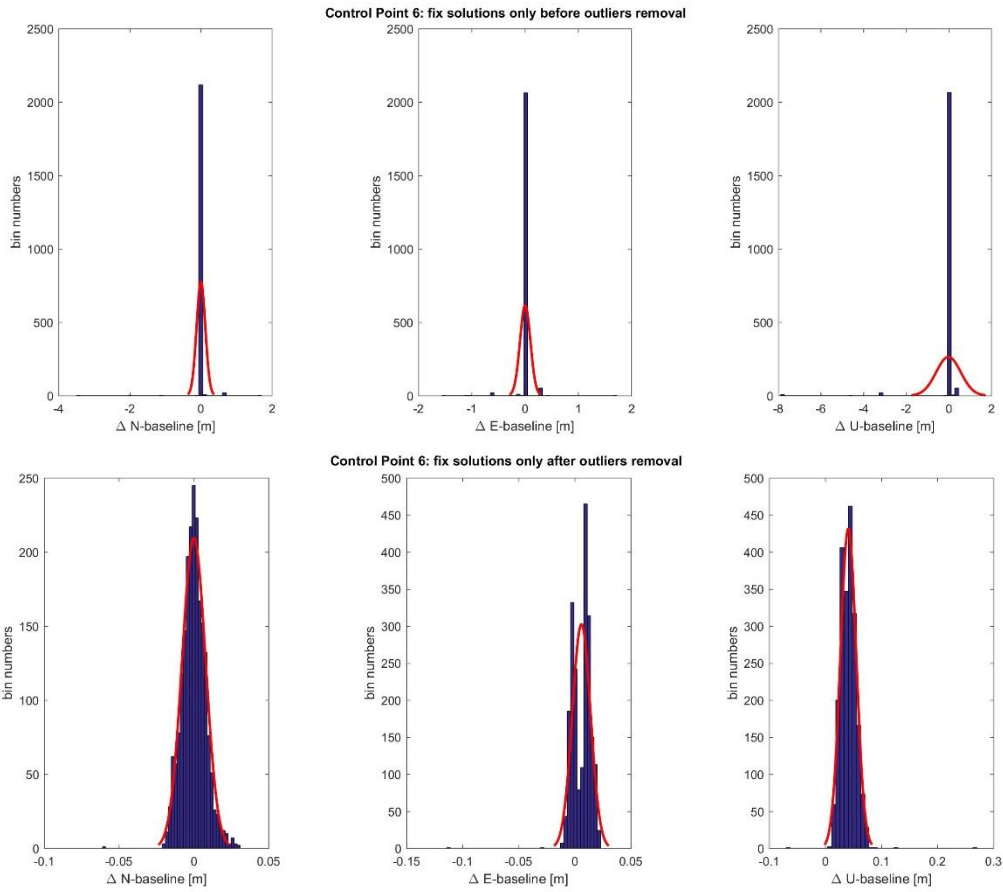 Control Point 6: fix solutions only before outliers removal
2500 2500 2500
2000 2000 2000
1500 1500 1500
1000 1000 1000
500 500 500
0 0 0
bin numbers bin numbers bin numbers
-4 -2 0 2 -2 -1 0 1 2 -8 -6 -4 -2 0 2
Δ N-baseline [m] Δ E-baseline [m] Δ U-baseline [m]
Control Point 6: fix solutions only after outliers removal
250 500 500
450 450
200 400 400
350 350
150 300 300
250 250
100 200 200
150 150
50 100 100
50 50
0 0 0
bin numbers bin numbers bin numbers
-0.1 -0.05 0 0.05 -0.15 -0.1 -0.05 0 0.05 -0.1 0 0.1 0.2 0.3
Δ N-baseline [m] Δ E-baseline [m] Δ U-baseline [m]